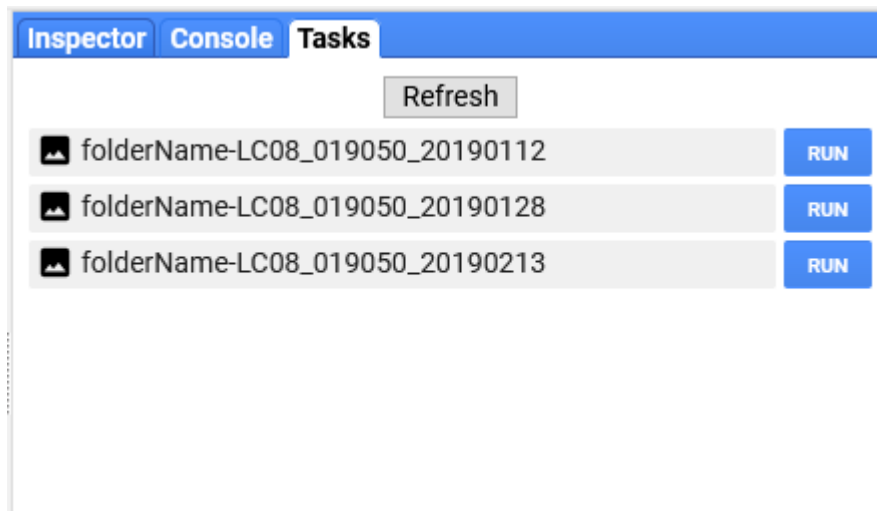 Inspector Console Tasks
Refresh
folderName-LC08_019050_20190112 RUN
folderName-LC08_019050_20190128 RUN
folderName-LC08_019050_20190213 RUN